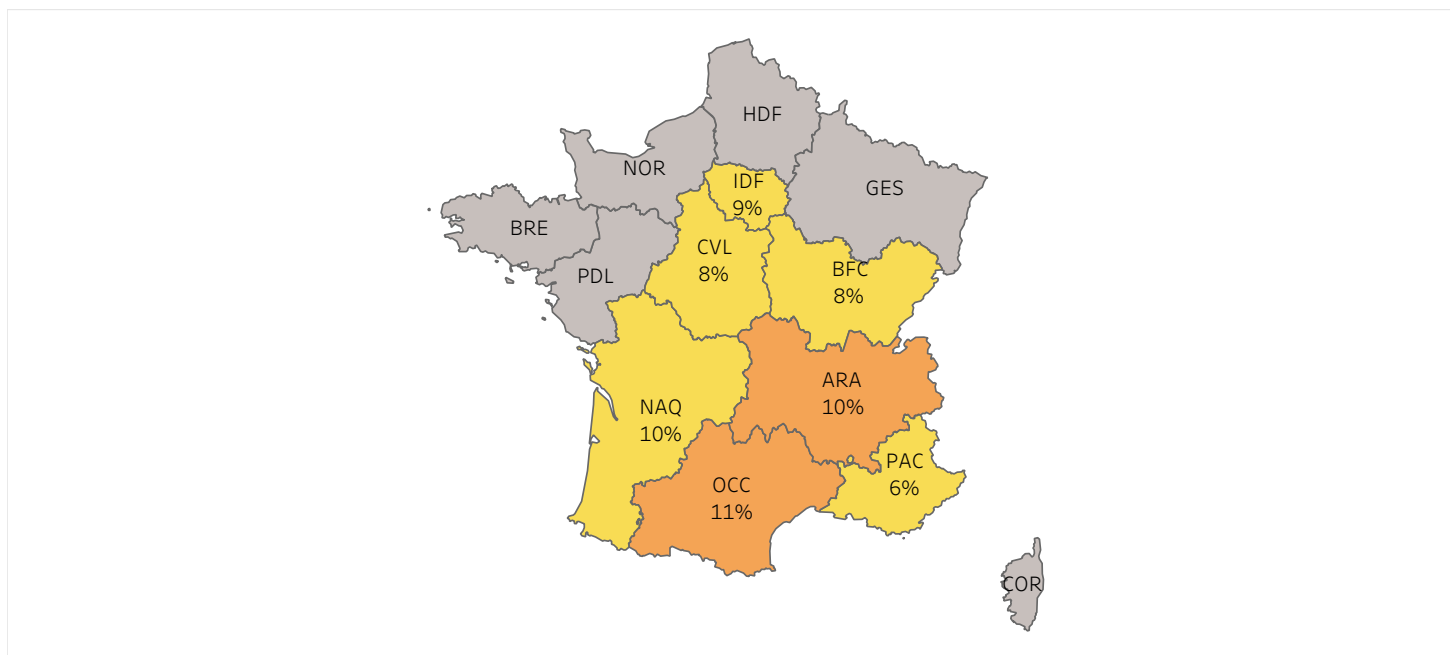 HDF
NOR
IDF
9%
GES
BRE
CVL
8%
PDL
BFC
8%
ARA
10%
NAQ
10%
PAC
6%
OCC
11%
COR